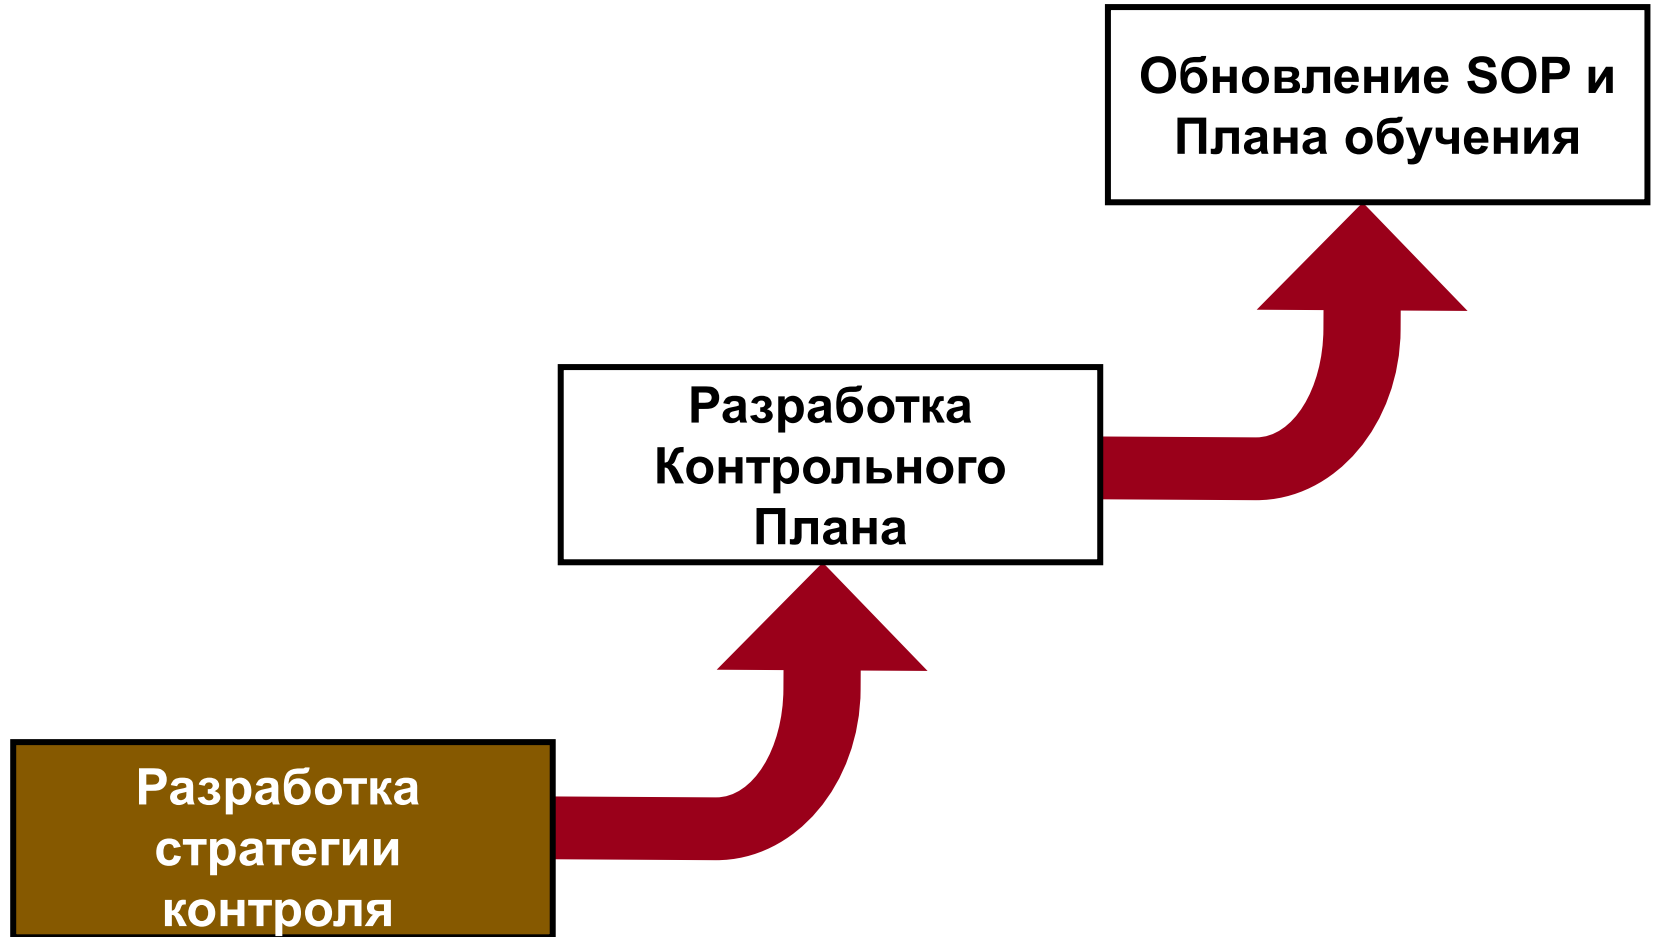 Обновление SOP и
Плана обучения
Разработка
Контрольного
Плана
Разработка
стратегии
контроля